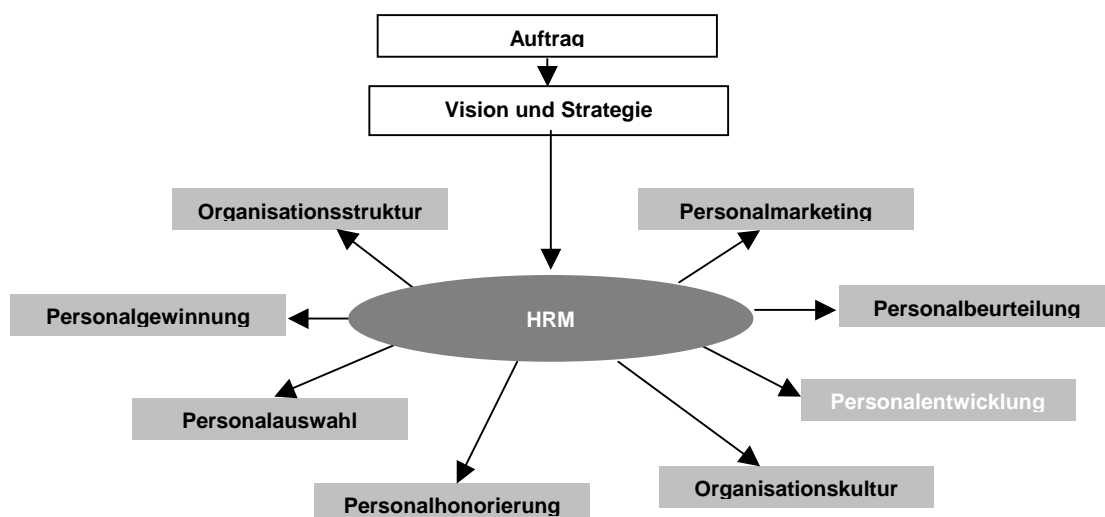 Auftrag
Vision und Strategie
Organisationsstruktur
Personalmarketing
Personalgewinnung
HRM
Personalbeurteilung
Personalauswahl
Personalentwicklung
Personalhonorierung
Organisationskultur